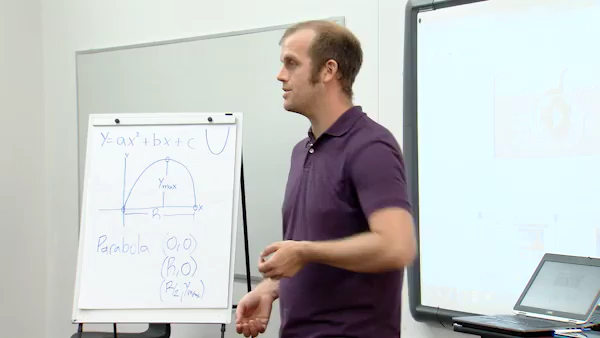 y=ax²+bx+c
y
Ymax
R
x
Parabola (0,0)
(R,0)
(R/2, Ymax)